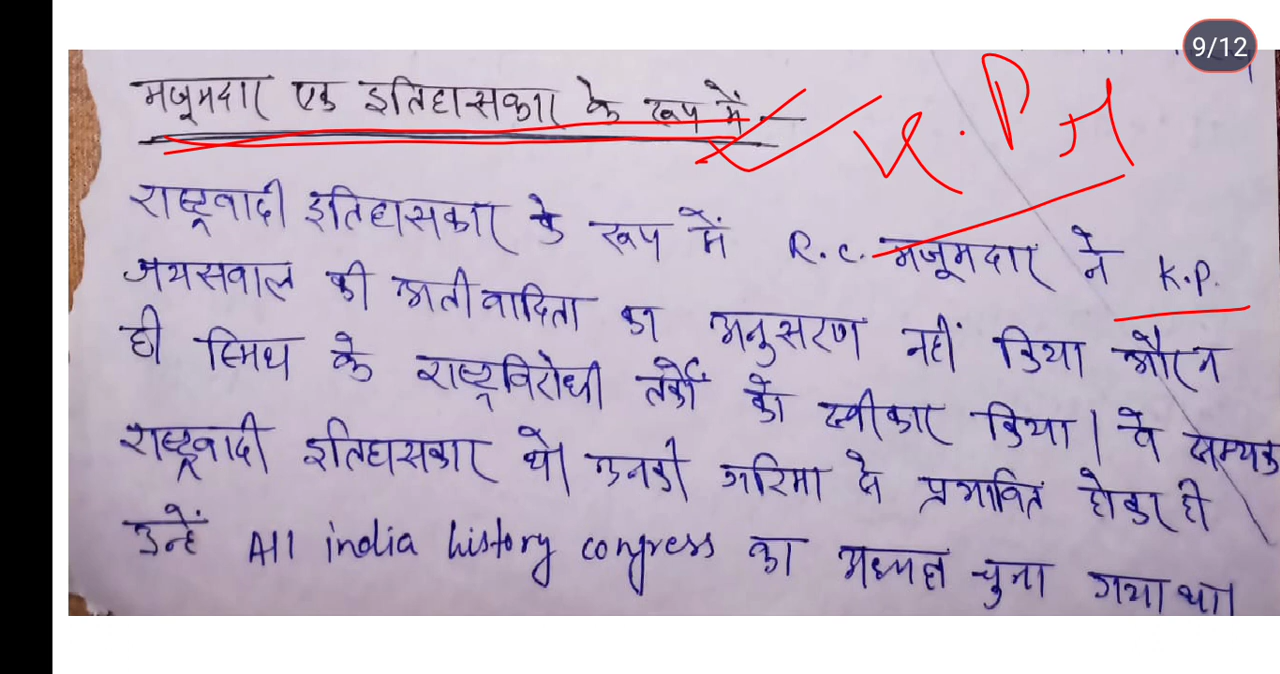 9/12
मजूमदार एक इतिहासकार के रूप में —
K.P. म
राष्ट्रवादी इतिहासकार के रूप में R.C. मजूमदार ने K.P.
जयसवाल की अतीवादिता का अनुसरण नहीं किया और न
ही स्मिथ के राष्ट्रविरोधी तर्कों को स्वीकार किया। वे सम्यक
राष्ट्रवादी इतिहासकार थे। उनकी गरिमा से प्रभावित होकर ही
उन्हें All india history congress का अध्यक्ष चुना गया था।